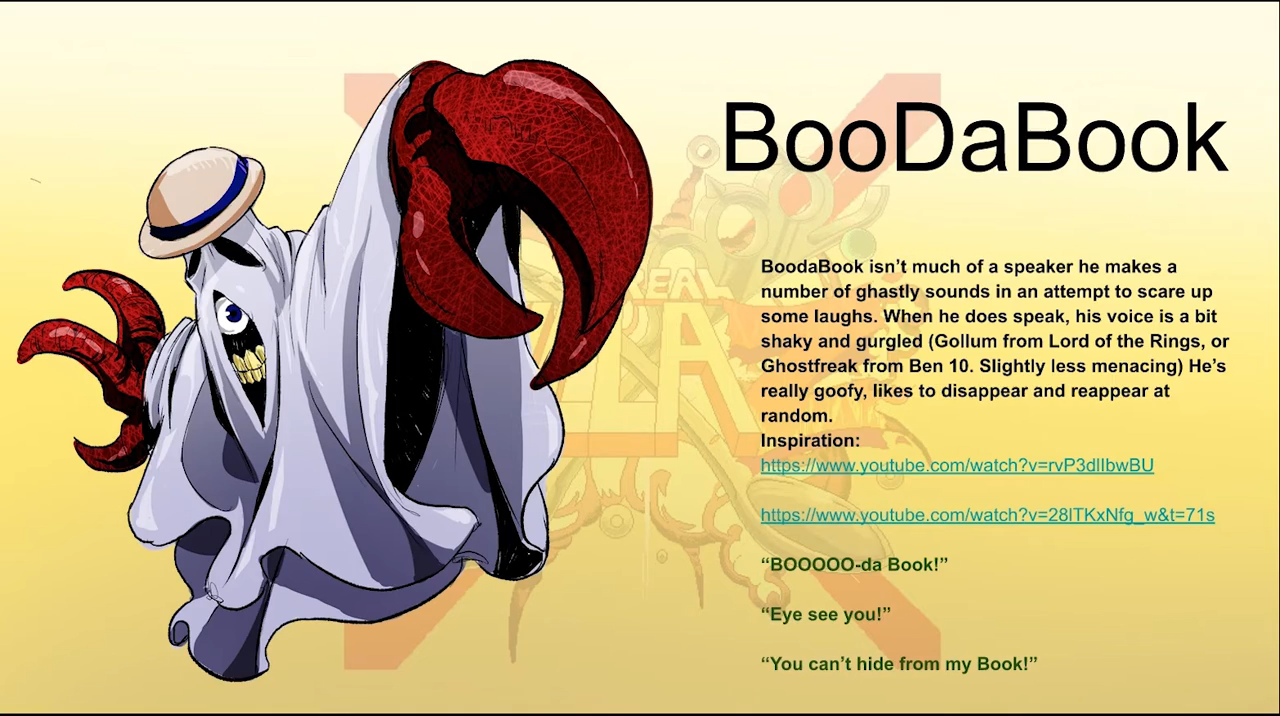 BooDaBook
BoodaBook isn’t much of a speaker he makes a
number of ghastly sounds in an attempt to scare up
some laughs. When he does speak, his voice is a bit
shaky and gurgled (Gollum from Lord of the Rings, or
Ghostfreak from Ben 10. Slightly less menacing) He’s
really goofy, likes to disappear and reappear at
random.
Inspiration:
https://www.youtube.com/watch?v=rvP3dlIbwBU
https://www.youtube.com/watch?v=28lTKxNfg_w&t=71s
“BOOOOO-da Book!”
“Eye see you!”
“You can’t hide from my Book!”